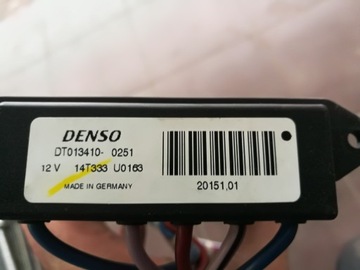 DENSO
DT013410- 0251
12 V 14T333 U0163
MADE IN GERMANY
20151,01